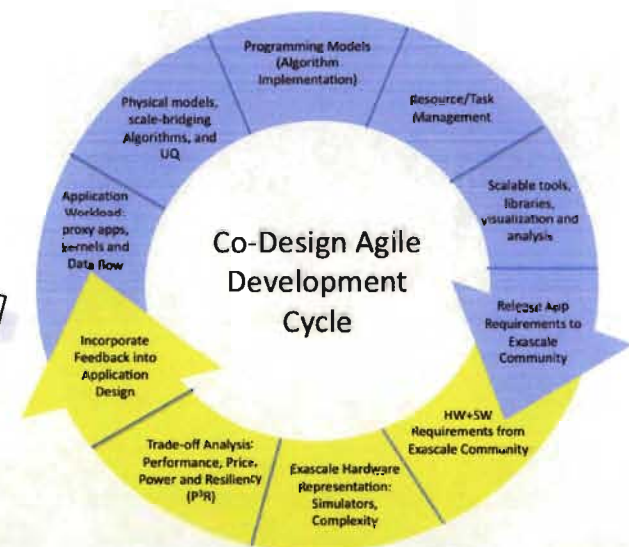 Programming Models
(Algorithm
Implementation)
Resource/Task
Management
Scalable tools,
libraries,
visualization and
analysis
Release App
Requirements to
Exascale
Community
HW+SW
Requirements from
Exascale Community
Exascale Hardware
Representation:
Simulators,
Complexity
Trade-off Analysis:
Performance, Price,
Power and Resiliency
(P³R)
Incorporate
Feedback into
Application
Design
Application
Workload:
proxy apps,
kernels and
Data flow
Physical models,
scale-bridging
Algorithms, and
UQ
Co-Design Agile
Development
Cycle